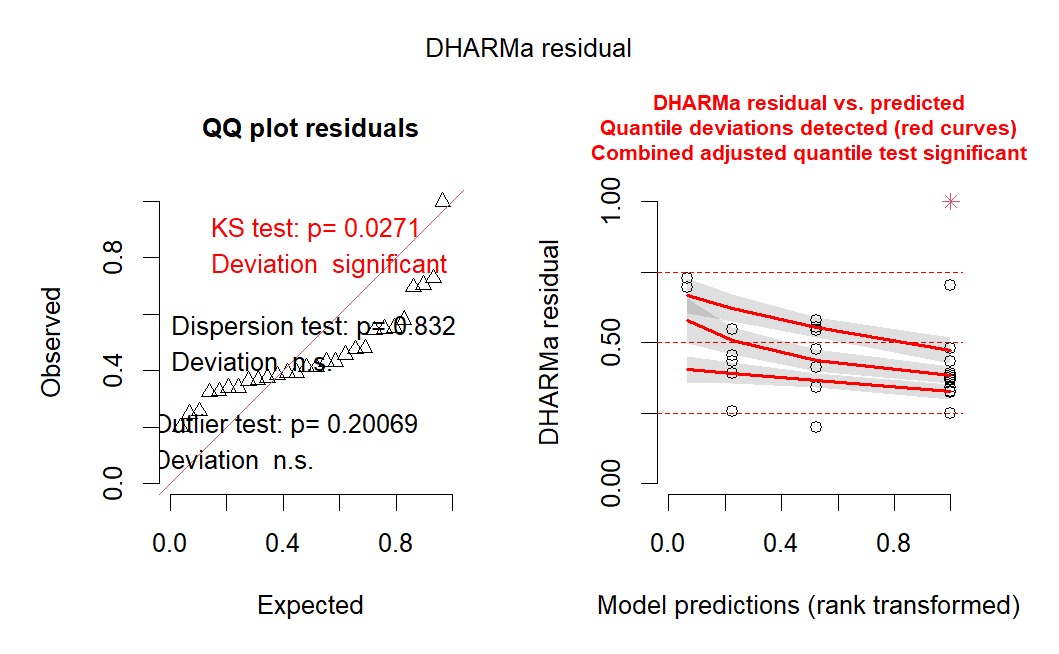 DHARMa residual
QQ plot residuals
KS test: p= 0.0271
Deviation significant
Dispersion test: p= 0.832
Deviation n.s.
Outlier test: p= 0.20069
Deviation n.s.
Observed
0.0
0.4
0.8
0.0
0.4
0.8
Expected
DHARMa residual vs. predicted
Quantile deviations detected (red curves)
Combined adjusted quantile test significant
DHARMa residual
0.00
0.50
1.00
0.0
0.4
0.8
Model predictions (rank transformed)